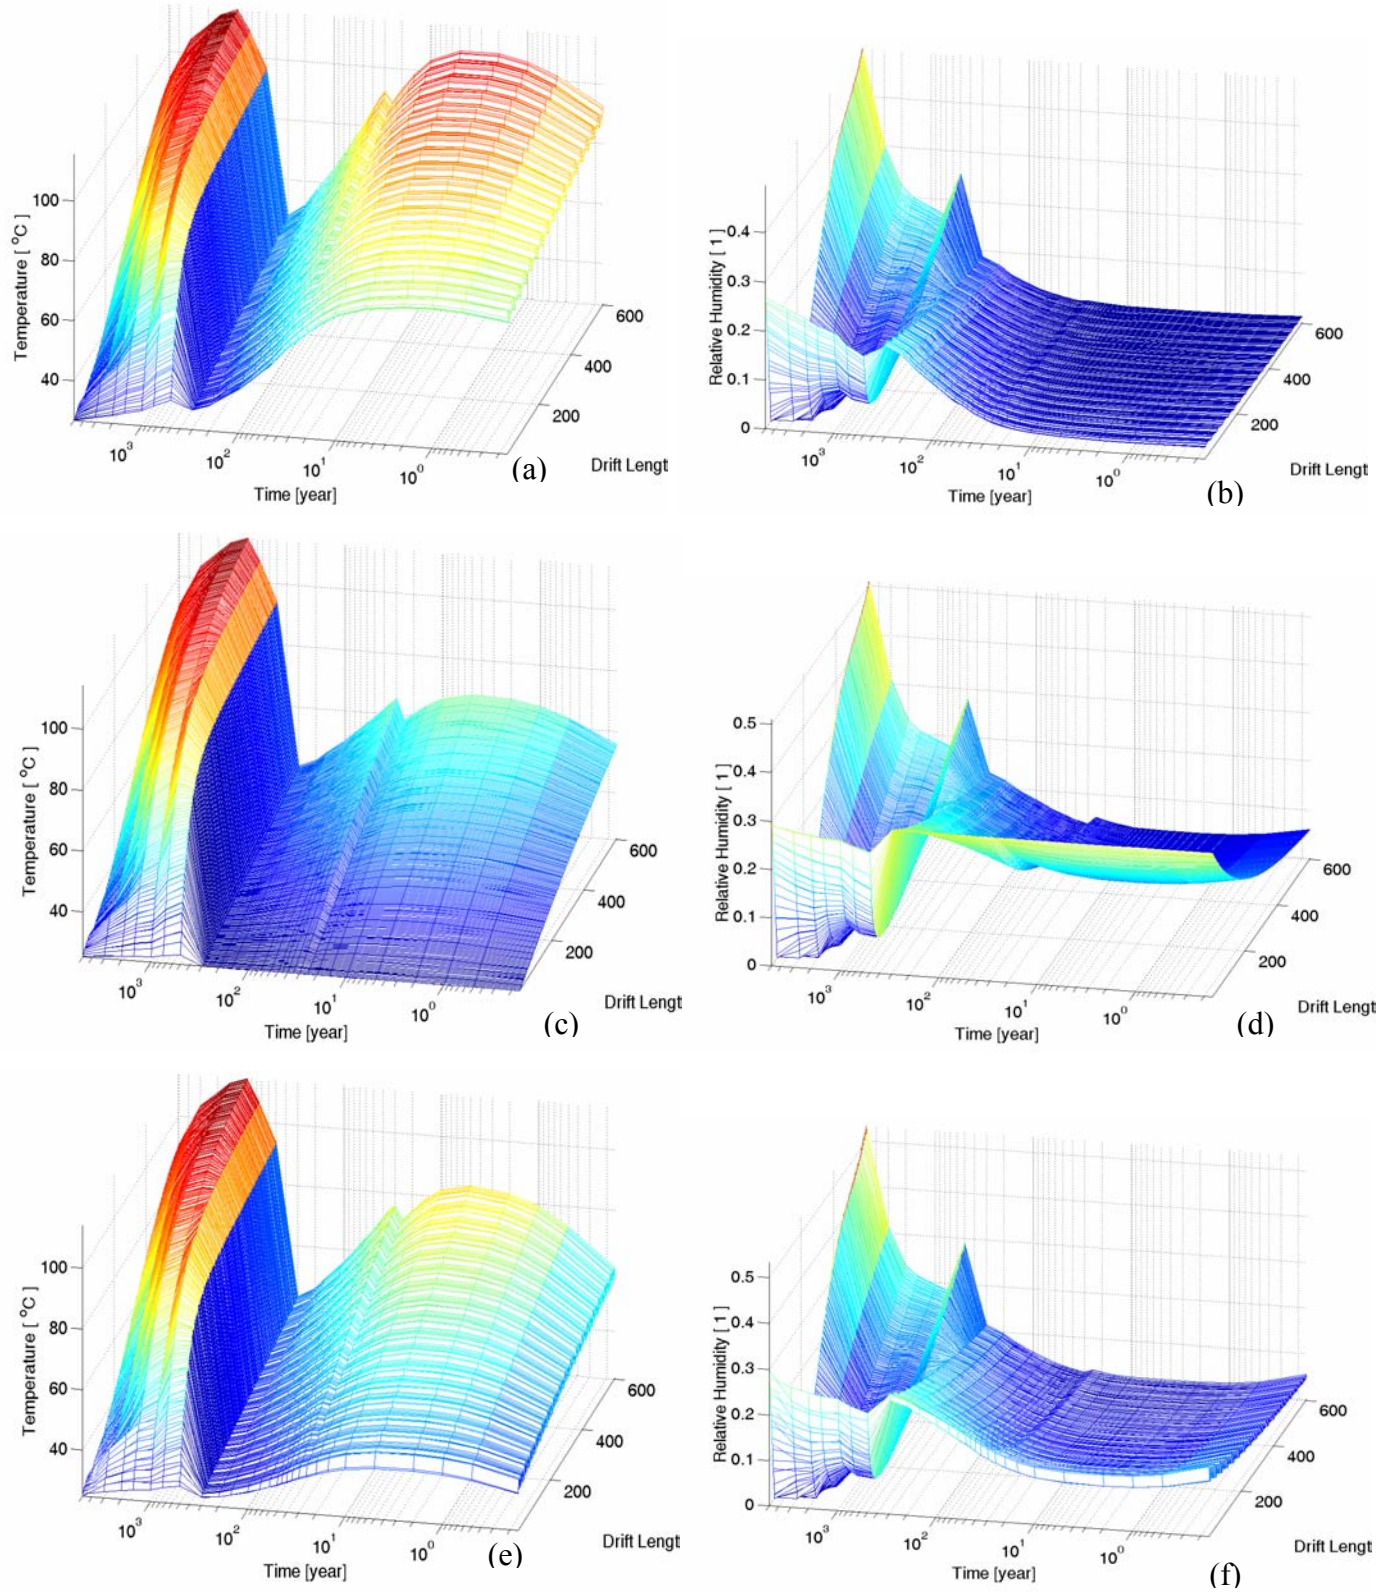 Temperature [ °C ]
100
80
60
40
10³
10²
10¹
10⁰
Time [year]
600
400
200
Drift Lengt
(a)
Relative Humidity [ 1 ]
0.4
0.3
0.2
0.1
0
10³
10²
10¹
10⁰
Time [year]
600
400
200
Drift Lengt
(b)
Temperature [ °C ]
100
80
60
40
10³
10²
10¹
10⁰
Time [year]
600
400
200
Drift Lengt
(c)
Relative Humidity [ 1 ]
0.5
0.4
0.3
0.2
0.1
0
10³
10²
10¹
10⁰
Time [year]
600
400
200
Drift Lengt
(d)
Temperature [ °C ]
100
80
60
40
10³
10²
10¹
10⁰
Time [year]
600
400
200
Drift Lengt
(e)
Relative Humidity [ 1 ]
0.5
0.4
0.3
0.2
0.1
0
10³
10²
10¹
10⁰
Time [year]
600
400
200
Drift Lengt
(f)